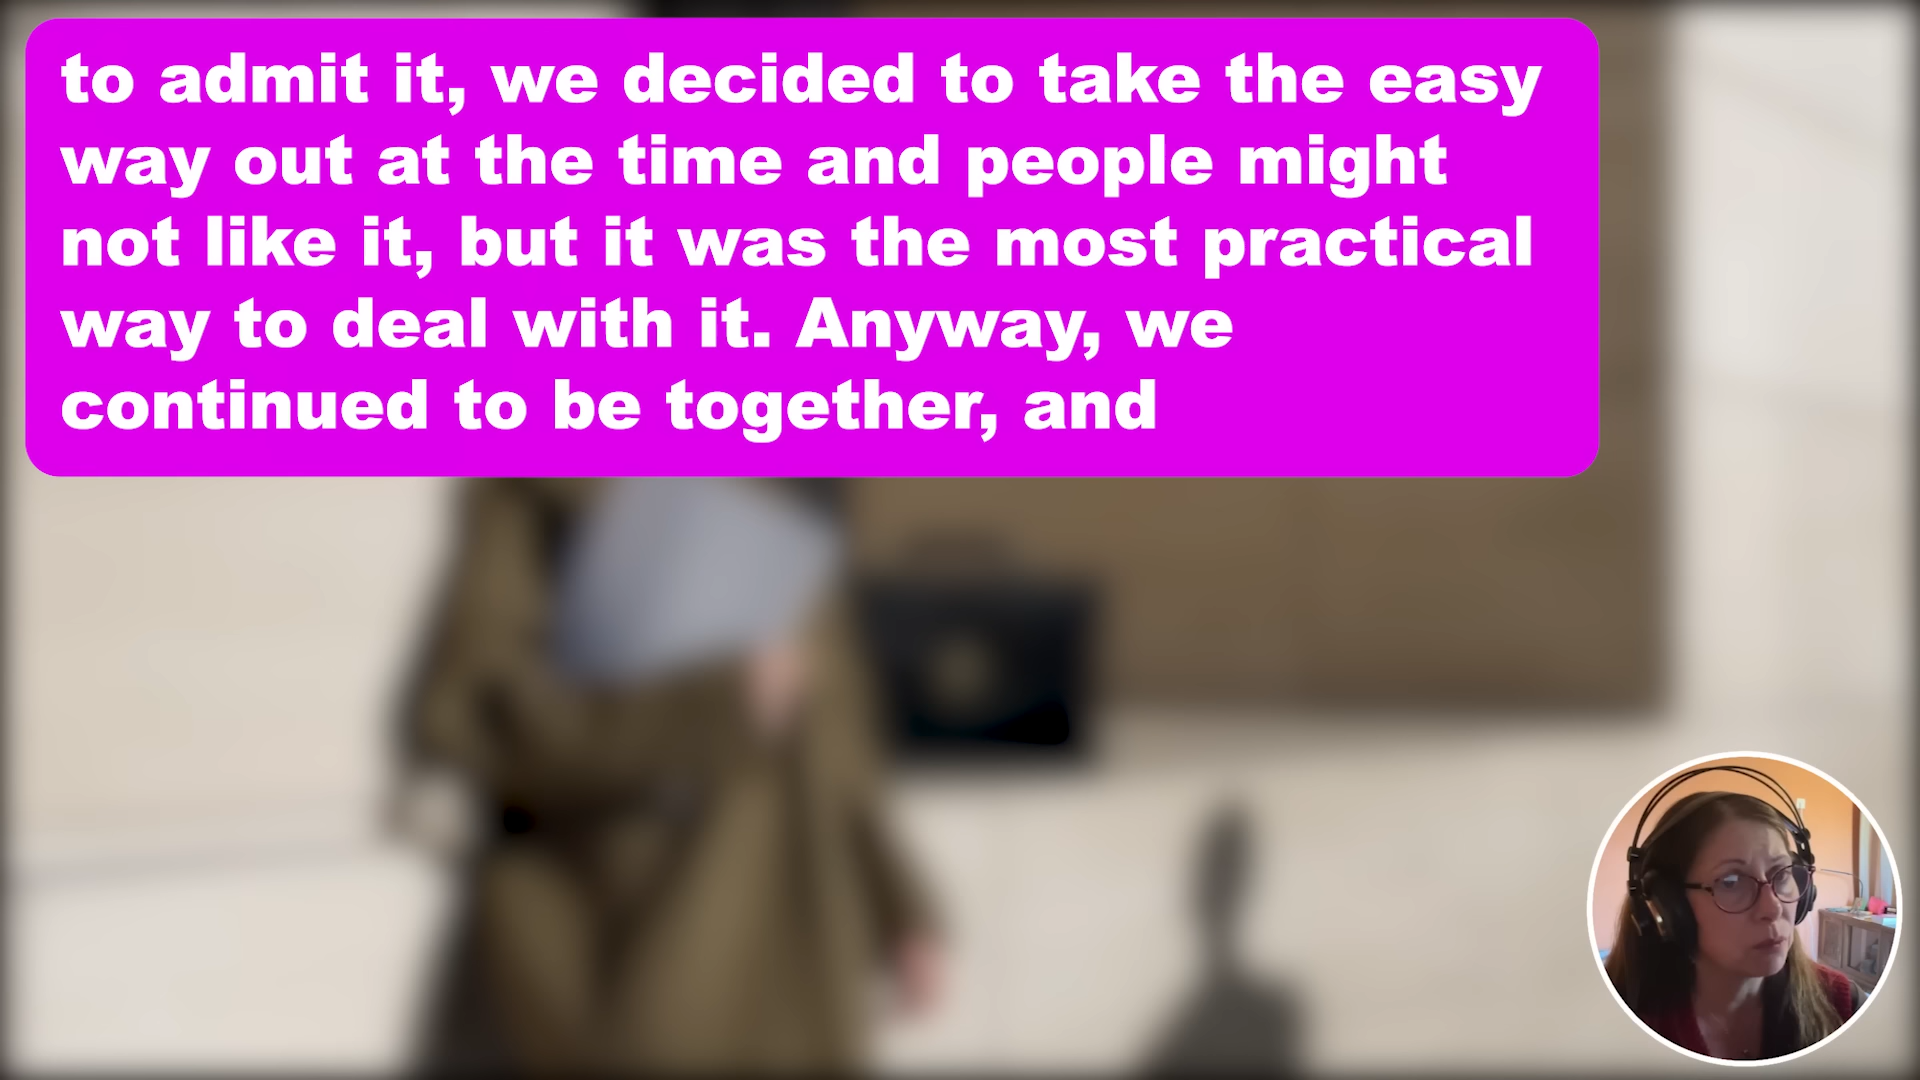 to admit it, we decided to take the easy
way out at the time and people might
not like it, but it was the most practical
way to deal with it. Anyway, we
continued to be together, and